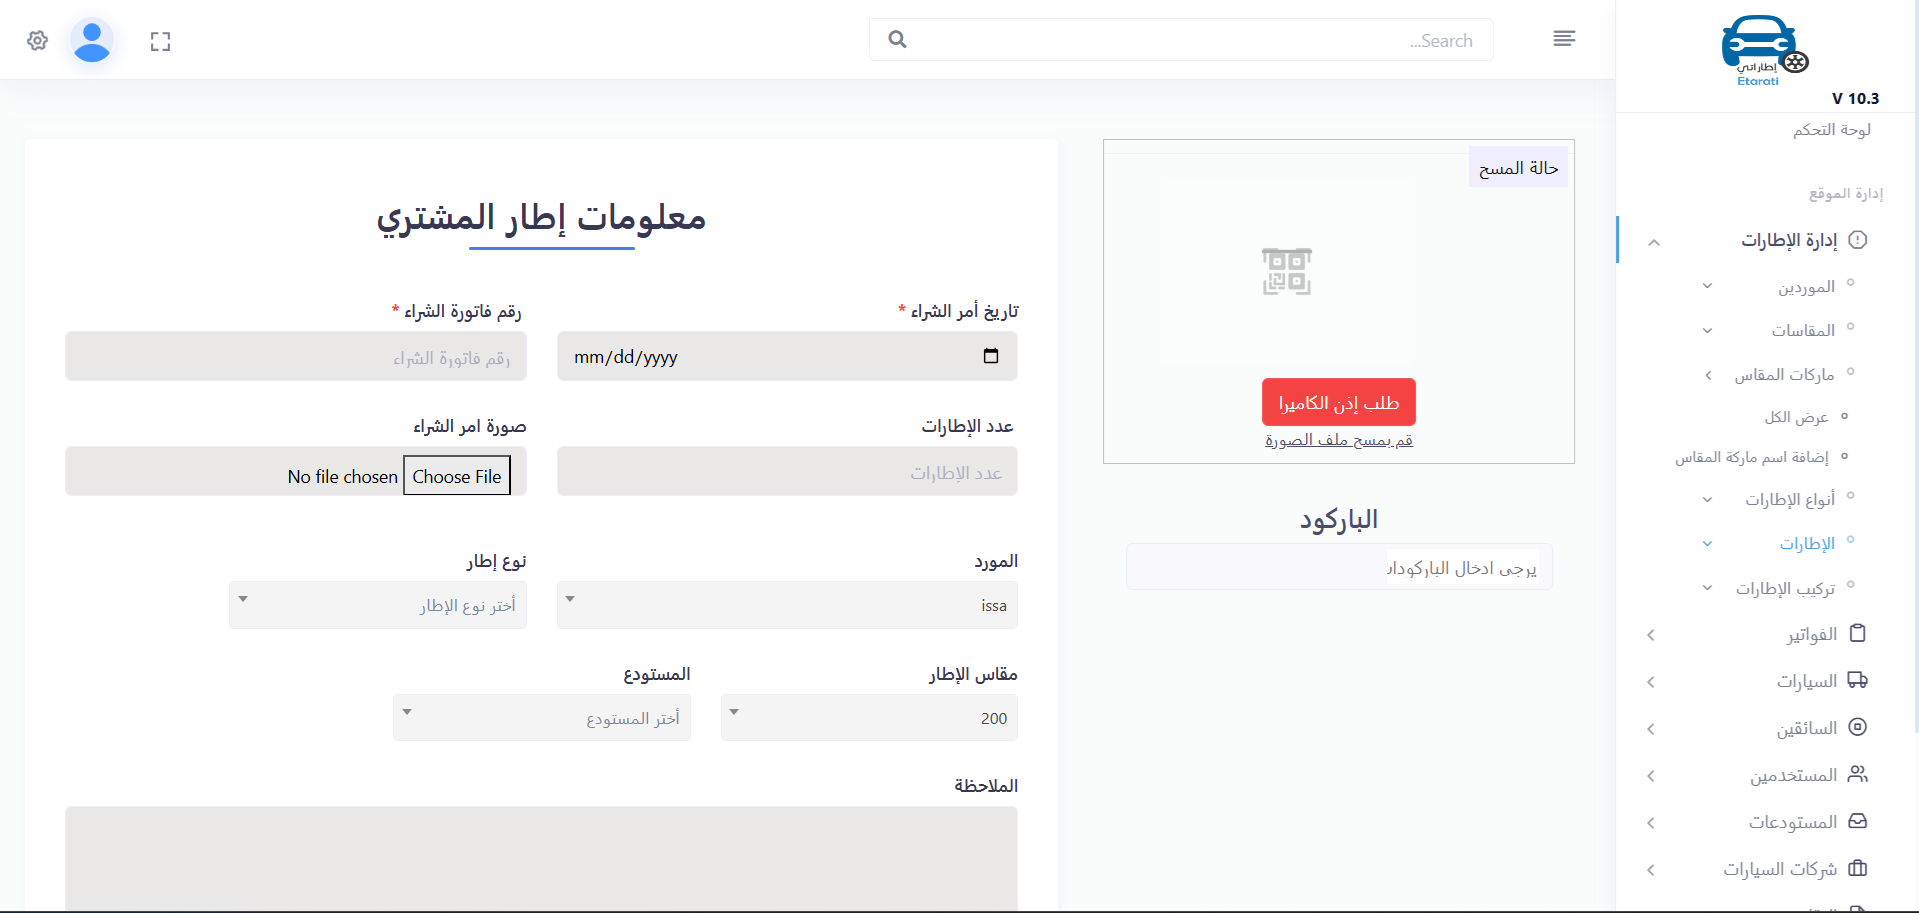 Search...
إطاراتي
Etarati
V 10.3
لوحة التحكم
إدارة الموقع
إدارة الإطارات
الموردين
المقاسات
ماركات المقاس
عرض الكل
إضافة اسم ماركة المقاس
أنواع الإطارات
الإطارات
تركيب الإطارات
الفواتير
السيارات
السائقين
المستخدمين
المستودعات
شركات السيارات
حالة المسح
طلب إذن الكاميرا
قم بمسح ملف الصورة
الباركود
يرجى ادخال الباركودا
معلومات إطار المشتري
تاريخ أمر الشراء *
mm/dd/yyyy
رقم فاتورة الشراء *
رقم فاتورة الشراء
عدد الإطارات
عدد الإطارات
صورة امر الشراء
Choose File No file chosen
المورد
issa
نوع إطار
أختر نوع الإطار
مقاس الإطار
200
المستودع
أختر المستودع
الملاحظة